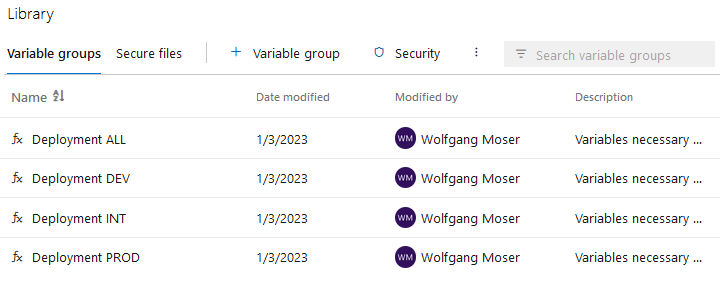 Library
Variable groups Secure files + Variable group Security Search variable groups
Name Date modified Modified by Description
fx Deployment ALL 1/3/2023 WM Wolfgang Moser Variables necessary ...
fx Deployment DEV 1/3/2023 WM Wolfgang Moser Variables necessary ...
fx Deployment INT 1/3/2023 WM Wolfgang Moser Variables necessary ...
fx Deployment PROD 1/3/2023 WM Wolfgang Moser Variables necessary ...